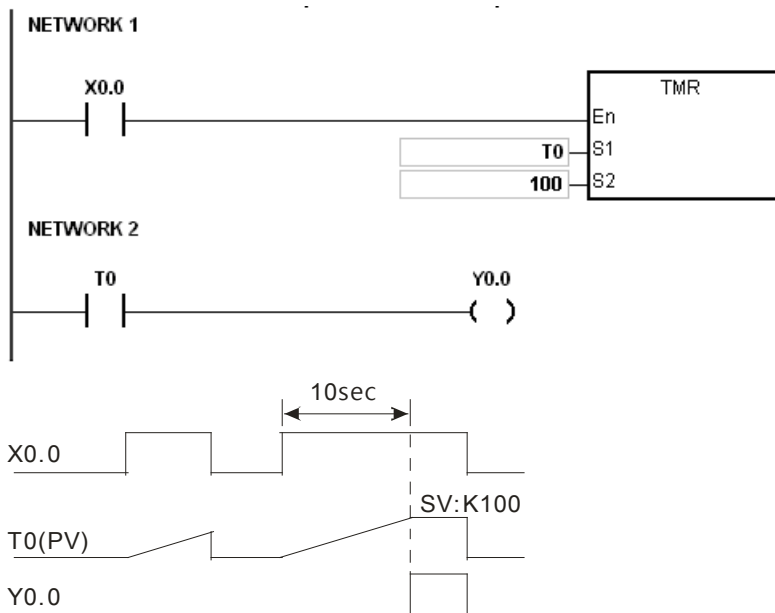 NETWORK 1
X0.0
TMR
En
T0 S1
100 S2
NETWORK 2
T0 Y0.0
10sec
X0.0
SV:K100
T0(PV)
Y0.0